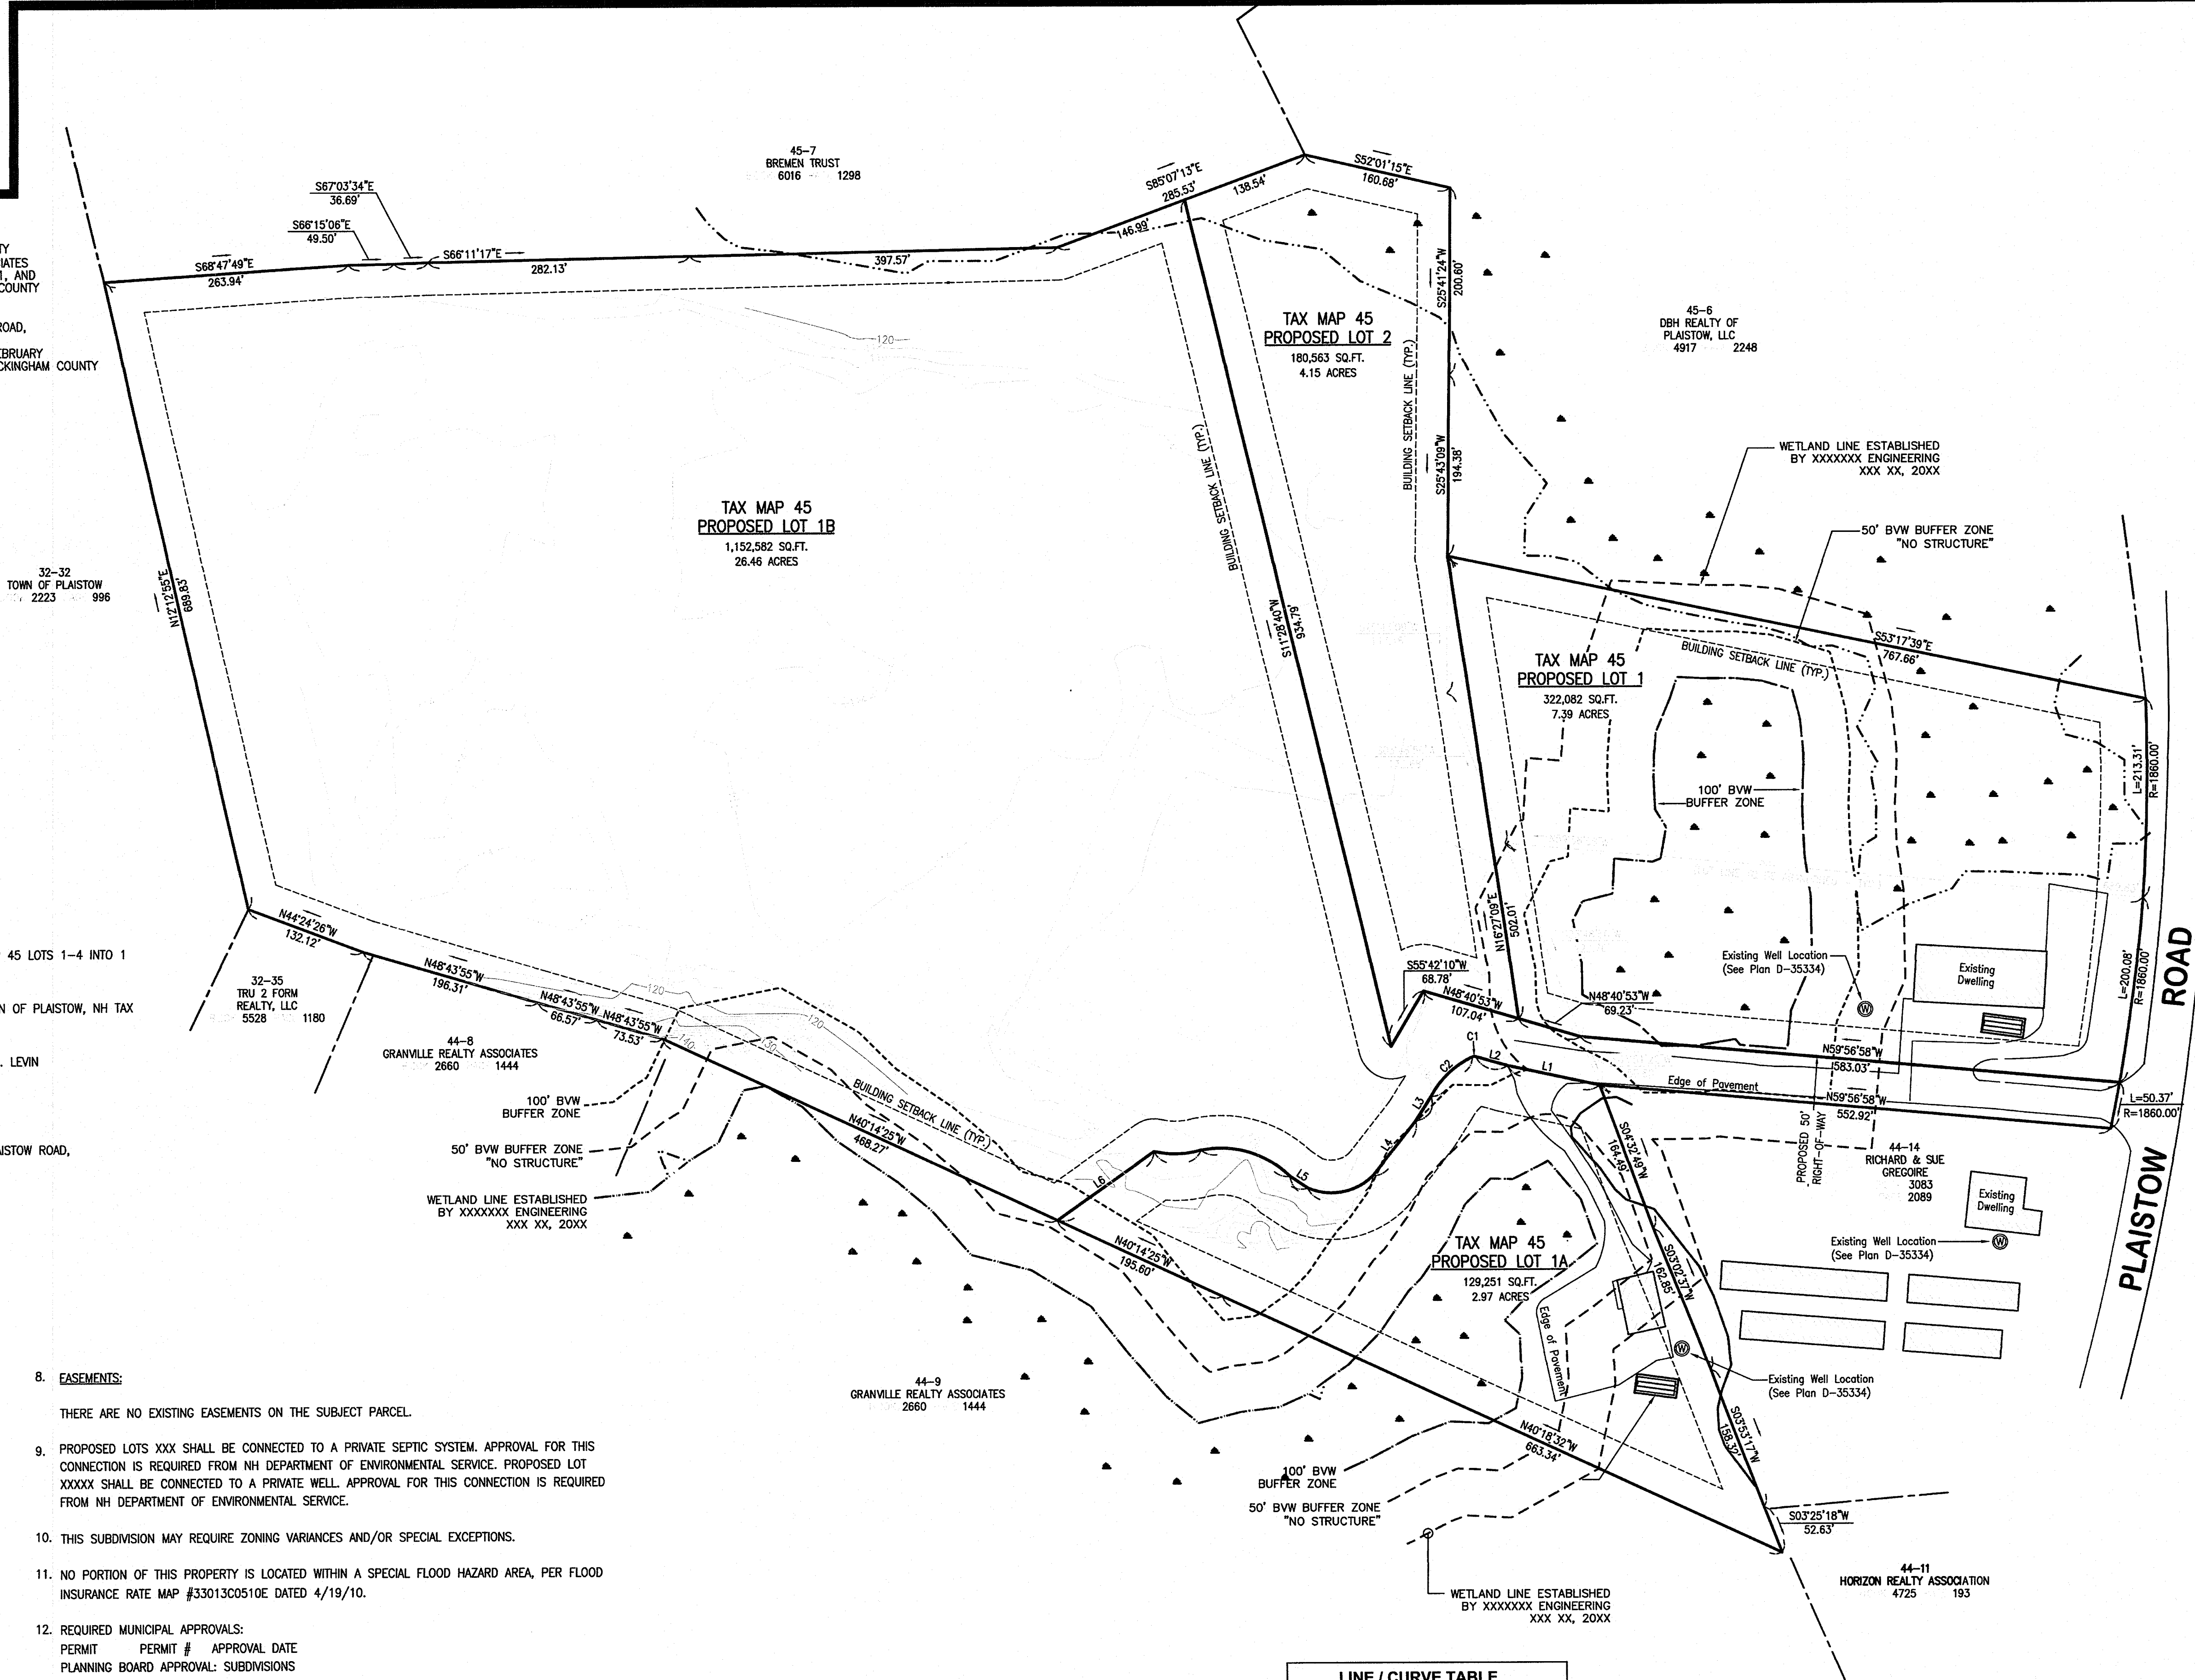 45-7
BREMEN TRUST
6016 1298
S67°03'34"E
36.69'
S66°15'06"E
49.50'
S68°47'49"E
263.94'
S66°11'17"E
282.13'
397.57'
S85°07'13"E
285.53'
146.99'
138.54'
S52°01'15"E
160.68'
S25°41'24"W
200.60'
S25°43'09"W
194.38'
TY
IATES
1, AND
COUNTY
ROAD,
EBRUARY
CKINGHAM COUNTY
TAX MAP 45
PROPOSED LOT 2
180,563 SQ.FT.
4.15 ACRES
BUILDING SETBACK LINE (TYP.)
BUILDING SETBACK LINE (TYP.)
120
45-6
DBH REALTY OF
PLAISTOW, LLC
4917 2248
WETLAND LINE ESTABLISHED
BY XXXXXXX ENGINEERING
XXX XX, 20XX
50' BVW BUFFER ZONE
"NO STRUCTURE"
TAX MAP 45
PROPOSED LOT 1B
1,152,582 SQ.FT.
26.46 ACRES
32-32
TOWN OF PLAISTOW
2223 996
N12°12'55"E
689.83'
S11°28'40"W
934.79'
S53°17'39"E
767.66'
BUILDING SETBACK LINE (TYP.)
TAX MAP 45
PROPOSED LOT 1
322,082 SQ.FT.
7.39 ACRES
100' BVW
BUFFER ZONE
L=213.31'
R=1860.00'
N16°27'09"E
502.01'
L=200.08'
R=1860.00'
ROAD
Existing Well Location
(See Plan D-35334)
Existing
Dwelling
45 LOTS 1-4 INTO 1
N OF PLAISTOW, NH TAX
. LEVIN
AISTOW ROAD,
N44°24'26"W
132.12'
N48°43'55"W
196.31'
N48°43'55"W
66.57'
N48°43'55"W
73.53'
120
120
130
140
32-35
TRU 2 FORM
REALTY, LLC
5528 1180
44-8
GRANVILLE REALTY ASSOCIATES
2660 1444
S55°42'10"W
68.78'
N48°40'53"W
107.04'
N48°40'53"W
69.23'
C1
C2
L2
L1
L3
L4
L5
L6
N59°56'58"W
583.03'
Edge of Pavement
N59°56'58"W
552.92'
L=50.37'
R=1860.00'
PROPOSED 50'
RIGHT-OF-WAY
44-14
RICHARD & SUE
GREGOIRE
3083
2089
Existing
Dwelling
Existing Well Location
(See Plan D-35334)
PLAISTOW
100' BVW
BUFFER ZONE
50' BVW BUFFER ZONE
"NO STRUCTURE"
WETLAND LINE ESTABLISHED
BY XXXXXXX ENGINEERING
XXX XX, 20XX
BUILDING SETBACK LINE (TYP.)
N40°14'25"W
468.27'
N40°14'25"W
195.60'
S04°32'49"W
164.49'
S03°02'37"W
162.85'
TAX MAP 45
PROPOSED LOT 1A
129,251 SQ.FT.
2.97 ACRES
Edge of Pavement
Existing Well Location
(See Plan D-35334)
44-9
GRANVILLE REALTY ASSOCIATES
2660 1444
N40°18'32"W
663.34'
S03°53'17"W
158.32'
100' BVW
BUFFER ZONE
50' BVW BUFFER ZONE
"NO STRUCTURE"
WETLAND LINE ESTABLISHED
BY XXXXXXX ENGINEERING
XXX XX, 20XX
S03°25'18"W
52.63'
44-11
HORIZON REALTY ASSOCIATION
4725 193
W
W
W
8. EASEMENTS:
THERE ARE NO EXISTING EASEMENTS ON THE SUBJECT PARCEL.
9. PROPOSED LOTS XXX SHALL BE CONNECTED TO A PRIVATE SEPTIC SYSTEM. APPROVAL FOR THIS
CONNECTION IS REQUIRED FROM NH DEPARTMENT OF ENVIRONMENTAL SERVICE. PROPOSED LOT
XXXXX SHALL BE CONNECTED TO A PRIVATE WELL. APPROVAL FOR THIS CONNECTION IS REQUIRED
FROM NH DEPARTMENT OF ENVIRONMENTAL SERVICE.
10. THIS SUBDIVISION MAY REQUIRE ZONING VARIANCES AND/OR SPECIAL EXCEPTIONS.
11. NO PORTION OF THIS PROPERTY IS LOCATED WITHIN A SPECIAL FLOOD HAZARD AREA, PER FLOOD
INSURANCE RATE MAP #33013C0510E DATED 4/19/10.
12. REQUIRED MUNICIPAL APPROVALS:
PERMIT PERMIT # APPROVAL DATE
PLANNING BOARD APPROVAL: SUBDIVISIONS
LINE / CURVE TABLE